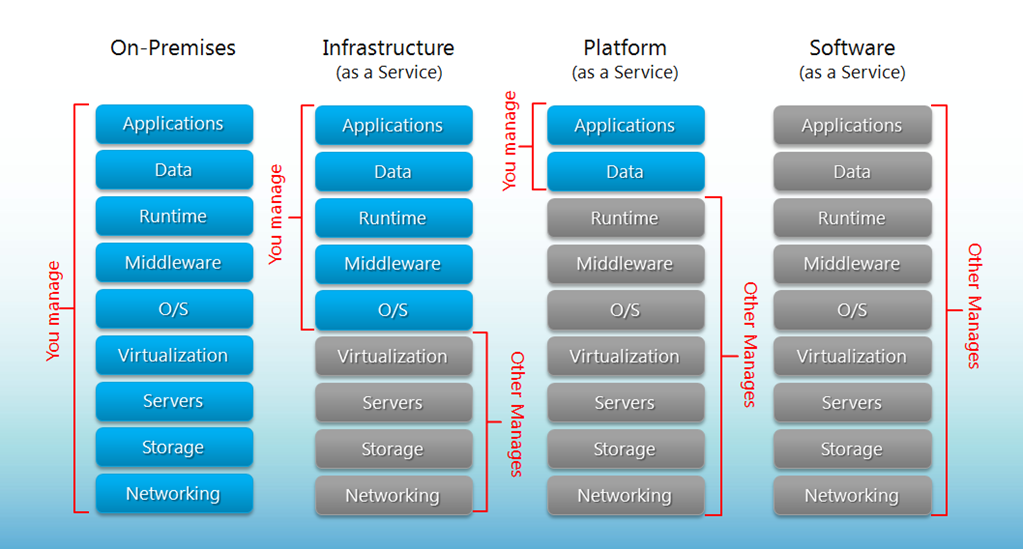 On-Premises
You manage
Applications
Data
Runtime
Middleware
O/S
Virtualization
Servers
Storage
Networking
Infrastructure
(as a Service)
You manage
Applications
Data
Runtime
Middleware
O/S
Virtualization
Servers
Storage
Networking
Other Manages
Platform
(as a Service)
You manage
Applications
Data
Runtime
Middleware
O/S
Virtualization
Servers
Storage
Networking
Other Manages
Software
(as a Service)
Applications
Data
Runtime
Middleware
O/S
Virtualization
Servers
Storage
Networking
Other Manages